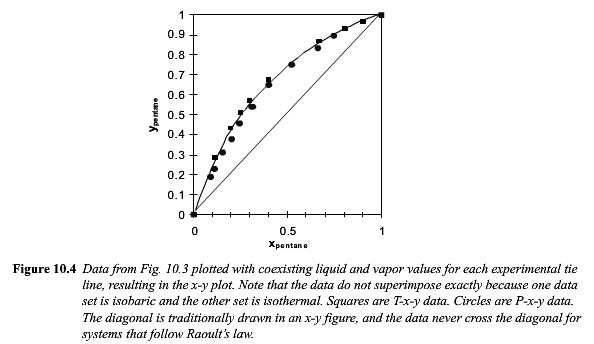 1
0.9
0.8
0.7
0.6
0.5
0.4
0.3
0.2
0.1
0
ypentane
0 0.5 1
xpentane
Figure 10.4 Data from Fig. 10.3 plotted with coexisting liquid and vapor values for each experimental tie
line, resulting in the x-y plot. Note that the data do not superimpose exactly because one data
set is isobaric and the other set is isothermal. Squares are T-x-y data. Circles are P-x-y data.
The diagonal is traditionally drawn in an x-y figure, and the data never cross the diagonal for
systems that follow Raoult's law.